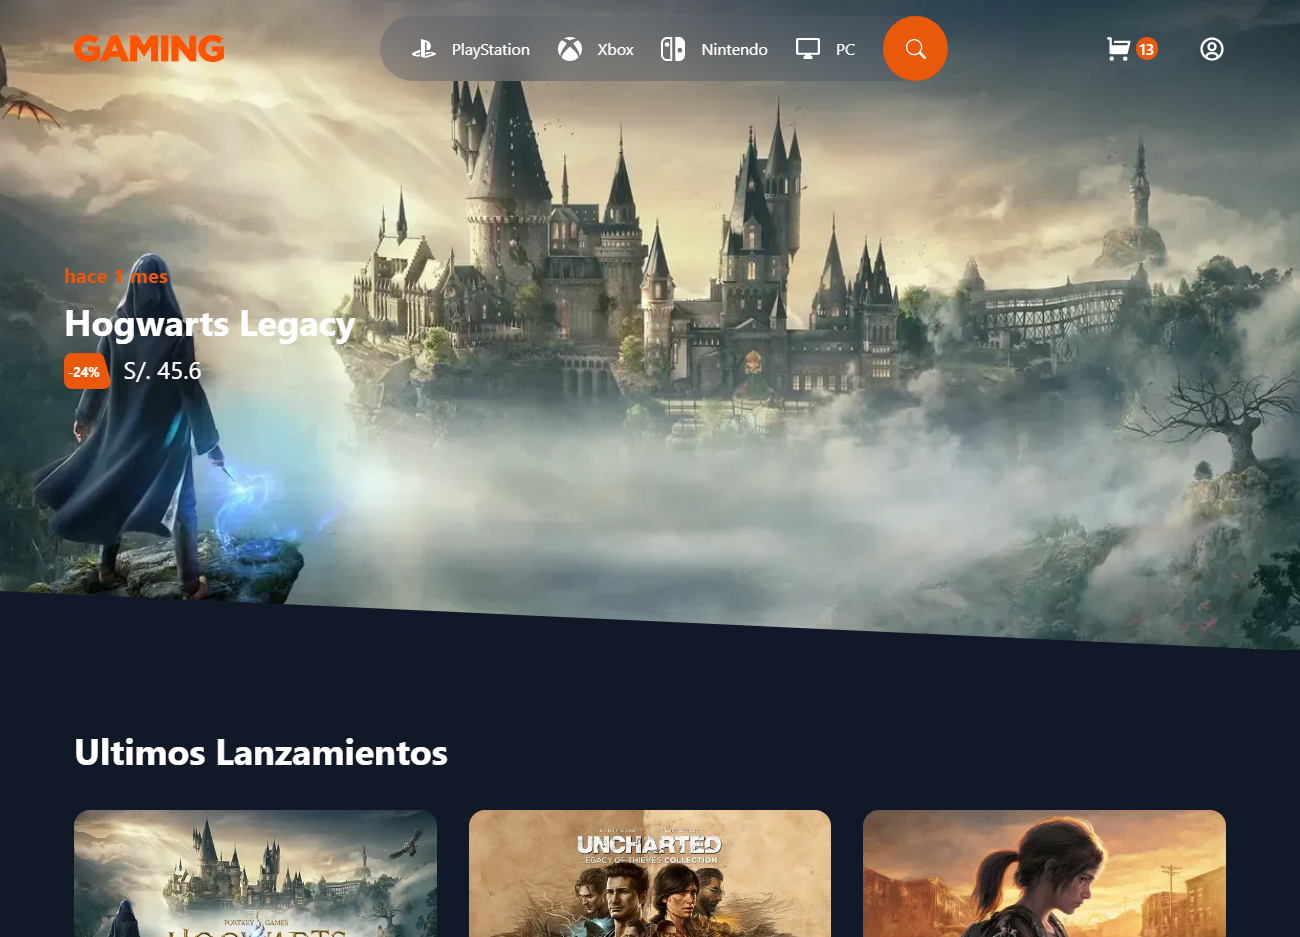 GAMING
PlayStation
Xbox
Nintendo
PC
13
hace 1 mes
Hogwarts Legacy
-24% S/. 45.6
Ultimos Lanzamientos
PORTKEY GAMES
HOGWARTS
UNCHARTED
LEGACY OF THIEVES COLLECTION